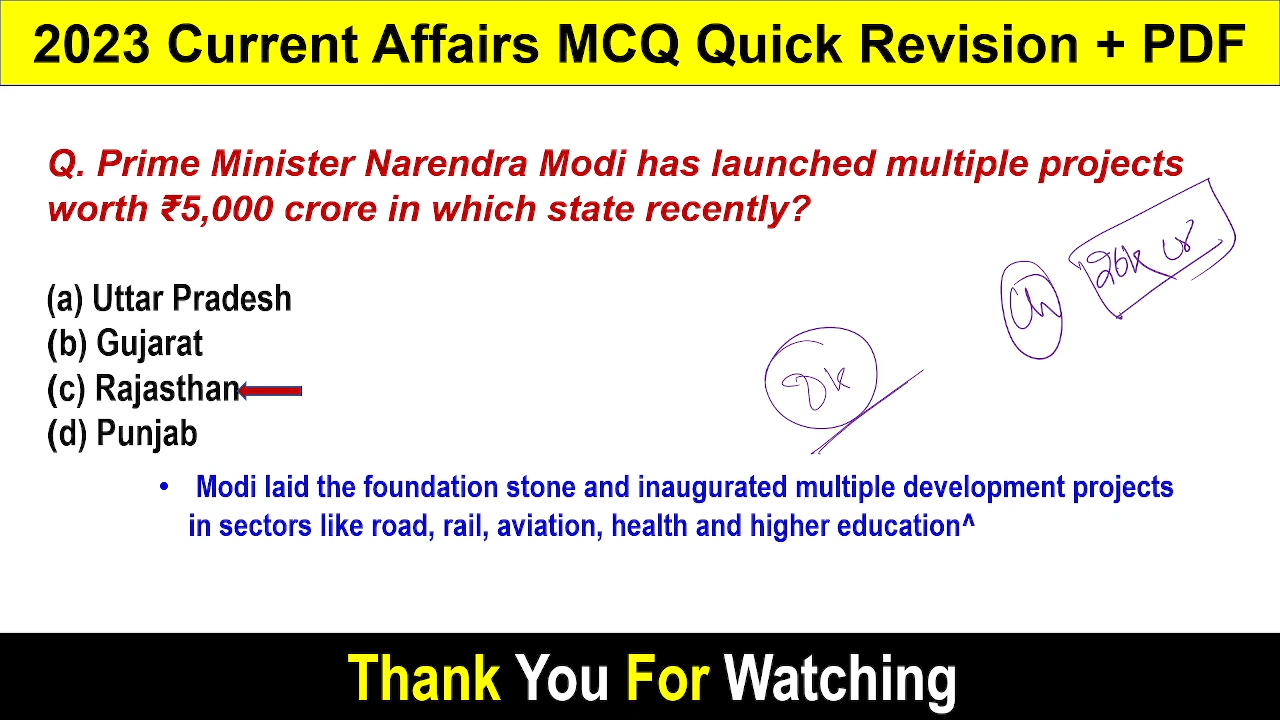 2023 Current Affairs MCQ Quick Revision + PDF
Q. Prime Minister Narendra Modi has launched multiple projects
worth ₹5,000 crore in which state recently?
(a) Uttar Pradesh
(b) Gujarat
(c) Rajasthan
(d) Punjab
• Modi laid the foundation stone and inaugurated multiple development projects
in sectors like road, rail, aviation, health and higher education^
Thank You For Watching